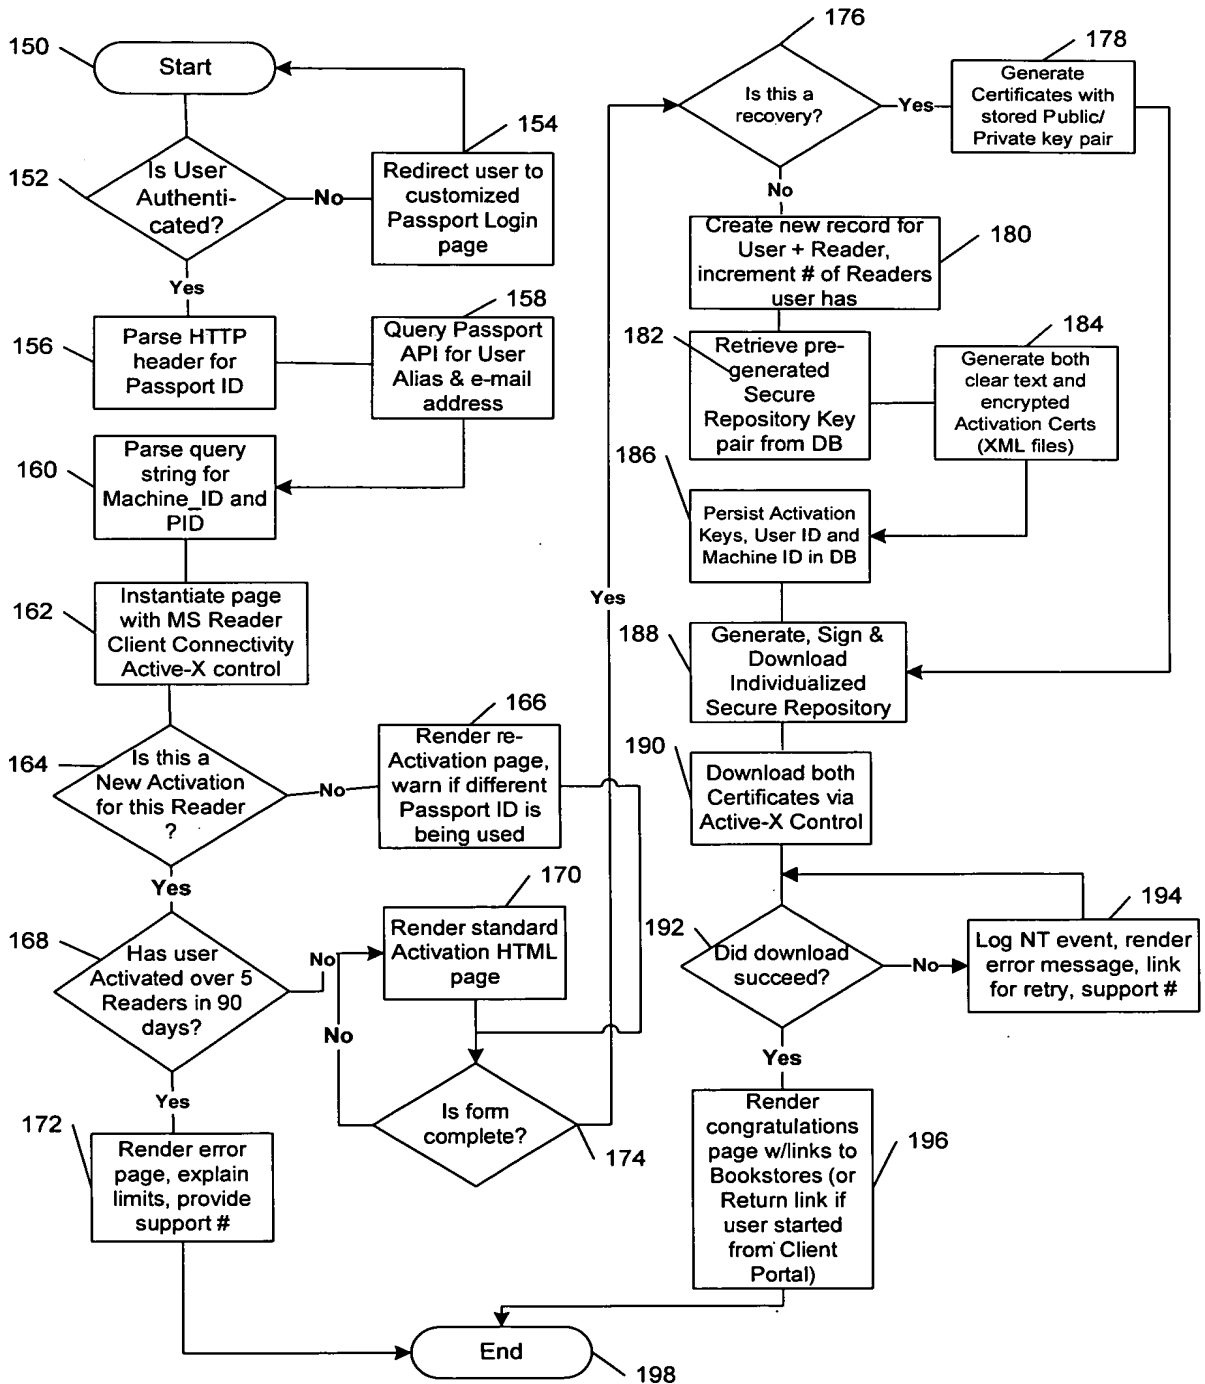 150
Start
152
Is User
Authenti-
cated?
No
154
Redirect user to
customized
Passport Login
page
Yes
156
Parse HTTP
header for
Passport ID
158
Query Passport
API for User
Alias & e-mail
address
160
Parse query
string for
Machine_ID and
PID
162
Instantiate page
with MS Reader
Client Connectivity
Active-X control
164
Is this a
New Activation
for this Reader
?
No
166
Render re-
Activation page,
warn if different
Passport ID is
being used
Yes
168
Has user
Activated over 5
Readers in 90
days?
No
170
Render standard
Activation HTML
page
No
Yes
172
Render error
page, explain
limits, provide
support #
Is form
complete?
174
Yes
176
Is this a
recovery?
Yes
178
Generate
Certificates with
stored Public/
Private key pair
No
180
Create new record for
User + Reader,
increment # of Readers
user has
182
Retrieve pre-
generated
Secure
Repository Key
pair from DB
184
Generate both
clear text and
encrypted
Activation Certs
(XML files)
186
Persist Activation
Keys, User ID and
Machine ID in DB
188
Generate, Sign &
Download
Individualized
Secure Repository
190
Download both
Certificates via
Active-X Control
192
Did download
succeed?
No
194
Log NT event, render
error message, link
for retry, support #
Yes
196
Render
congratulations
page w/links to
Bookstores (or
Return link if
user started
from Client
Portal)
End
198